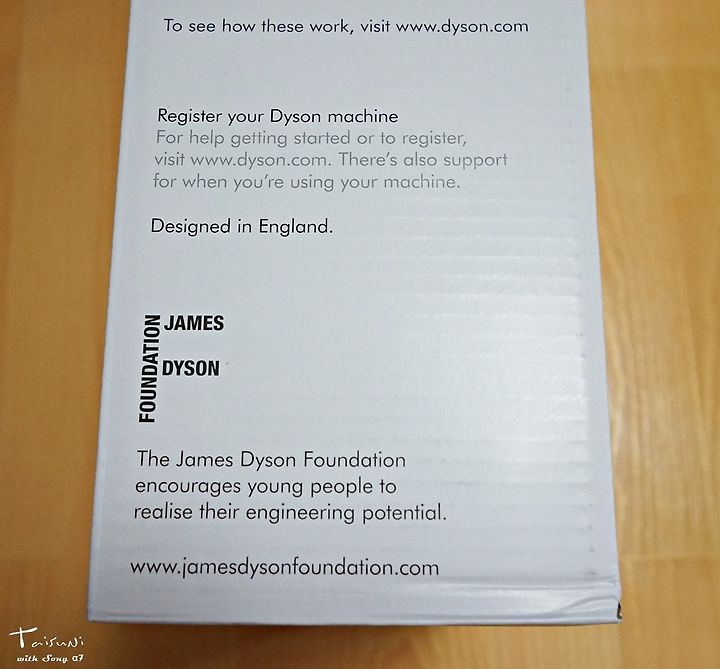 To see how these work, visit www.dyson.com
Register your Dyson machine
For help getting started or to register,
visit www.dyson.com. There's also support
for when you're using your machine.
Designed in England.
JAMES
DYSON
FOUNDATION
The James Dyson Foundation
encourages young people to
realise their engineering potential.
www.jamesdysonfoundation.com
Taisuni
with Sony α7